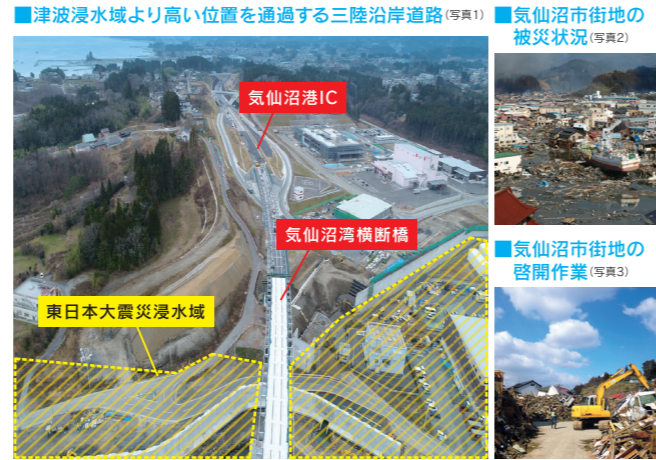 ■津波浸水域より高い位置を通過する三陸沿岸道路(写真1)
気仙沼港IC
気仙沼湾横断橋
東日本大震災浸水域
■気仙沼市街地の
被災状況(写真2)
■気仙沼市街地の
啓開作業(写真3)